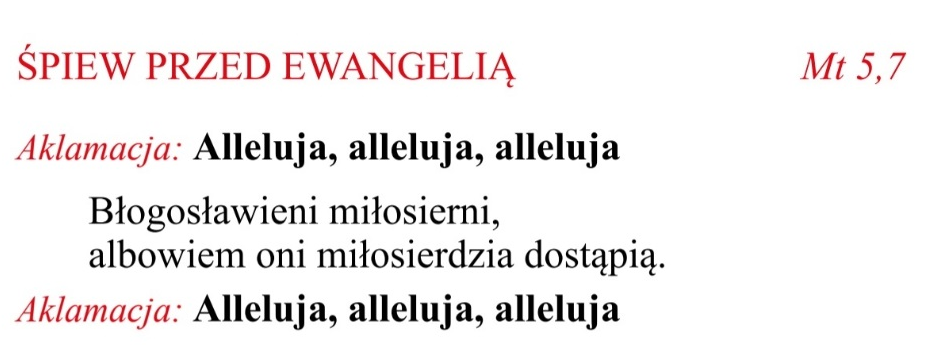 ŚPIEW PRZED EWANGELIĄ Mt 5,7
Aklamacja: Alleluja, alleluja, alleluja
Błogosławieni miłosierni,
albowiem oni miłosierdzia dostąpią.
Aklamacja: Alleluja, alleluja, alleluja